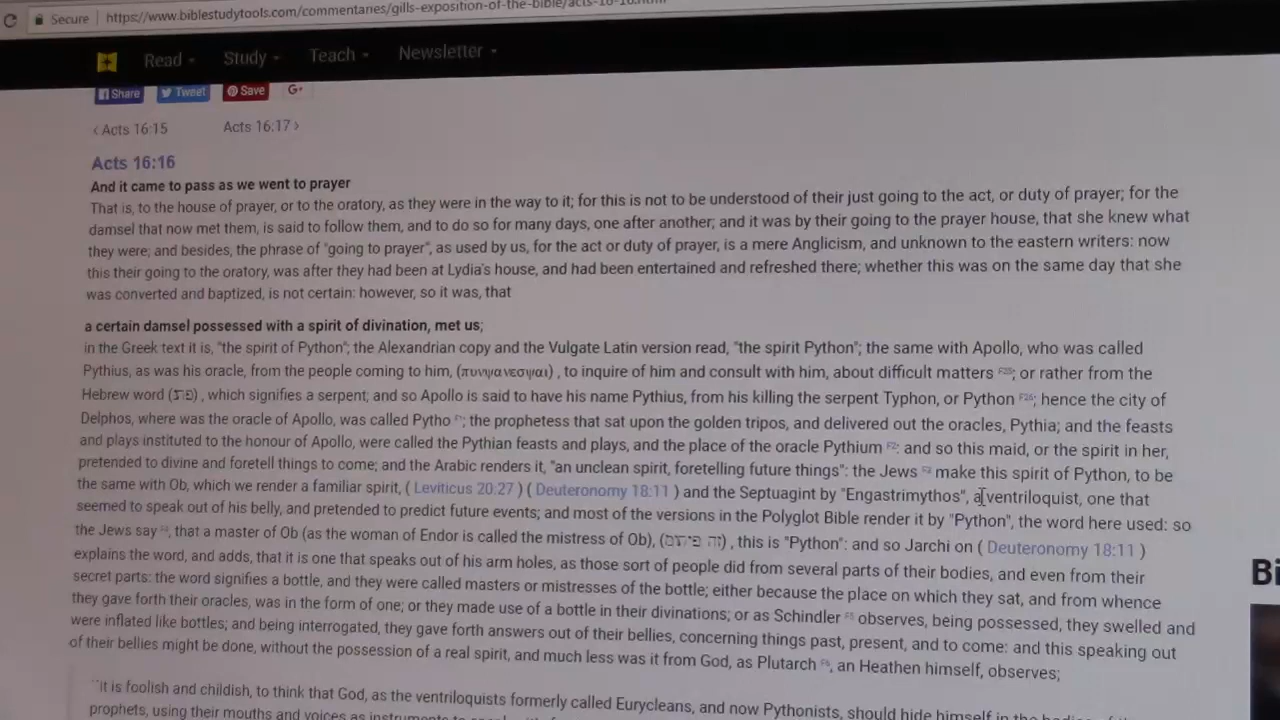 Secure https://www.biblestudytools.com/commentaries/gills-exposition-of-the-bible/acts-16-16.html
Read Study Teach Newsletter
Share Tweet Save G+
‹ Acts 16:15 Acts 16:17 ›
Acts 16:16
And it came to pass as we went to prayer
That is, to the house of prayer, or to the oratory, as they were in the way to it; for this is not to be understood of their just going to the act, or duty of prayer; for the
damsel that now met them, is said to follow them, and to do so for many days, one after another; and it was by their going to the prayer house, that she knew what
they were; and besides, the phrase of "going to prayer", as used by us, for the act or duty of prayer, is a mere Anglicism, and unknown to the eastern writers: now
this their going to the oratory, was after they had been at Lydia's house, and had been entertained and refreshed there; whether this was on the same day that she
was converted and baptized, is not certain: however, so it was, that
a certain damsel possessed with a spirit of divination, met us;
in the Greek text it is, "the spirit of Python"; the Alexandrian copy and the Vulgate Latin version read, "the spirit Python"; the same with Apollo, who was called
Pythius, as was his oracle, from the people coming to him, (πυνψανεσψαι) , to inquire of him and consult with him, about difficult matters ; or rather from the
Hebrew word , which signifies a serpent; and so Apollo is said to have his name Pythius, from his killing the serpent Typhon, or Python F26; hence the city of
Delphos, where was the oracle of Apollo, was called Pytho F1; the prophetess that sat upon the golden tripos, and delivered out the oracles, Pythia; and the feasts
and plays instituted to the honour of Apollo, were called the Pythian feasts and plays, and the place of the oracle Pythium F2: and so this maid, or the spirit in her,
pretended to divine and foretell things to come; and the Arabic renders it, "an unclean spirit, foretelling future things": the Jews make this spirit of Python, to be
the same with Ob, which we render a familiar spirit, ( Leviticus 20:27 ) ( Deuteronomy 18:11 ) and the Septuagint by "Engastrimythos", a ventriloquist, one that
seemed to speak out of his belly, and pretended to predict future events; and most of the versions in the Polyglot Bible render it by "Python", the word here used: so
the Jews say , that a master of Ob (as the woman of Endor is called the mistress of Ob), , this is "Python": and so Jarchi on ( Deuteronomy 18:11 )
explains the word, and adds, that it is one that speaks out of his arm holes, as those sort of people did from several parts of their bodies, and even from their
secret parts: the word signifies a bottle, and they were called masters or mistresses of the bottle; either because the place on which they sat, and from whence
they gave forth their oracles, was in the form of one; or they made use of a bottle in their divinations; or as Schindler F5 observes, being possessed, they swelled and
were inflated like bottles; and being interrogated, they gave forth answers out of their bellies, concerning things past, present, and to come: and this speaking out
of their bellies might be done, without the possession of a real spirit, and much less was it from God, as Plutarch F6, an Heathen himself, observes;
``it is foolish and childish, to think that God, as the ventriloquists formerly called Eurycleans, and now Pythonists, should hide himself in the bodies of
prophets, using their mouths and voices as instruments to speak
Bi